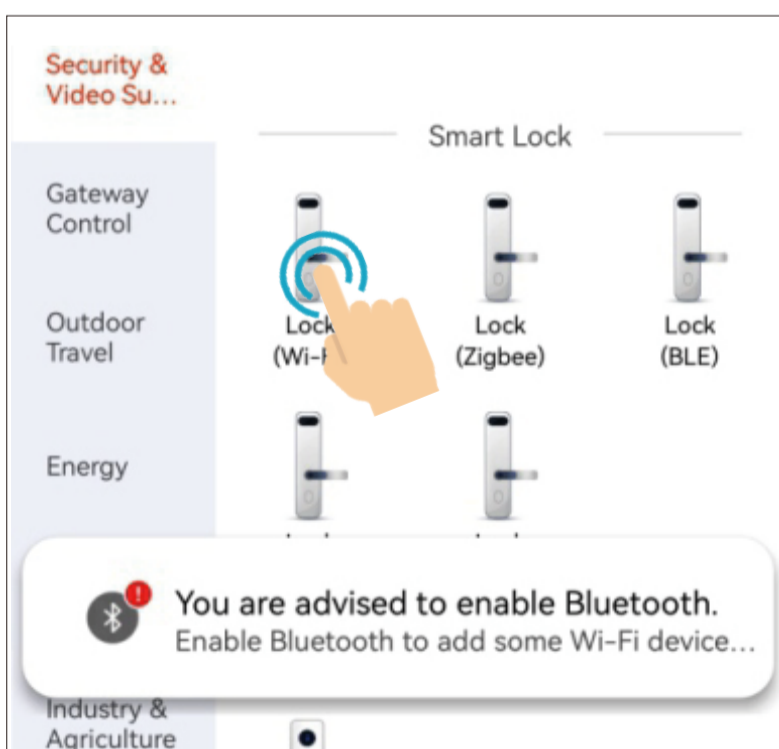 Security &
Video Su...
Smart Lock
Gateway
Control
Outdoor
Travel
Lock
(Wi-F
Lock
(Zigbee)
Lock
(BLE)
Energy
You are advised to enable Bluetooth.
Enable Bluetooth to add some Wi-Fi device...
Industry &
Agriculture